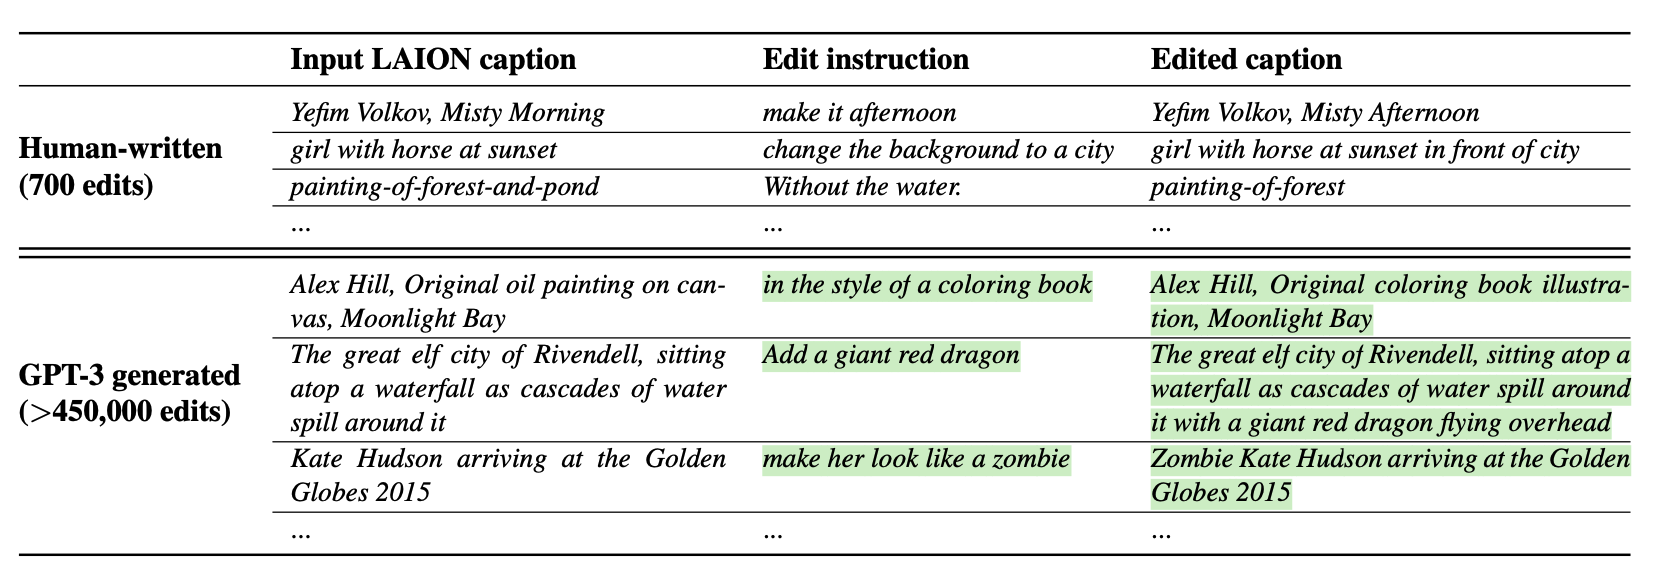 Input LAION caption Edit instruction Edited caption
Human-written
(700 edits)
Yefim Volkov, Misty Morning make it afternoon Yefim Volkov, Misty Afternoon
girl with horse at sunset change the background to a city girl with horse at sunset in front of city
painting-of-forest-and-pond Without the water. painting-of-forest
... ... ...
GPT-3 generated
(>450,000 edits)
Alex Hill, Original oil painting on can-
vas, Moonlight Bay
in the style of a coloring book
Alex Hill, Original coloring book illustra-
tion, Moonlight Bay
The great elf city of Rivendell, sitting
atop a waterfall as cascades of water
spill around it
Add a giant red dragon
The great elf city of Rivendell, sitting atop a
waterfall as cascades of water spill around
it with a giant red dragon flying overhead
Kate Hudson arriving at the Golden
Globes 2015
make her look like a zombie
Zombie Kate Hudson arriving at the Golden
Globes 2015
... ... ...